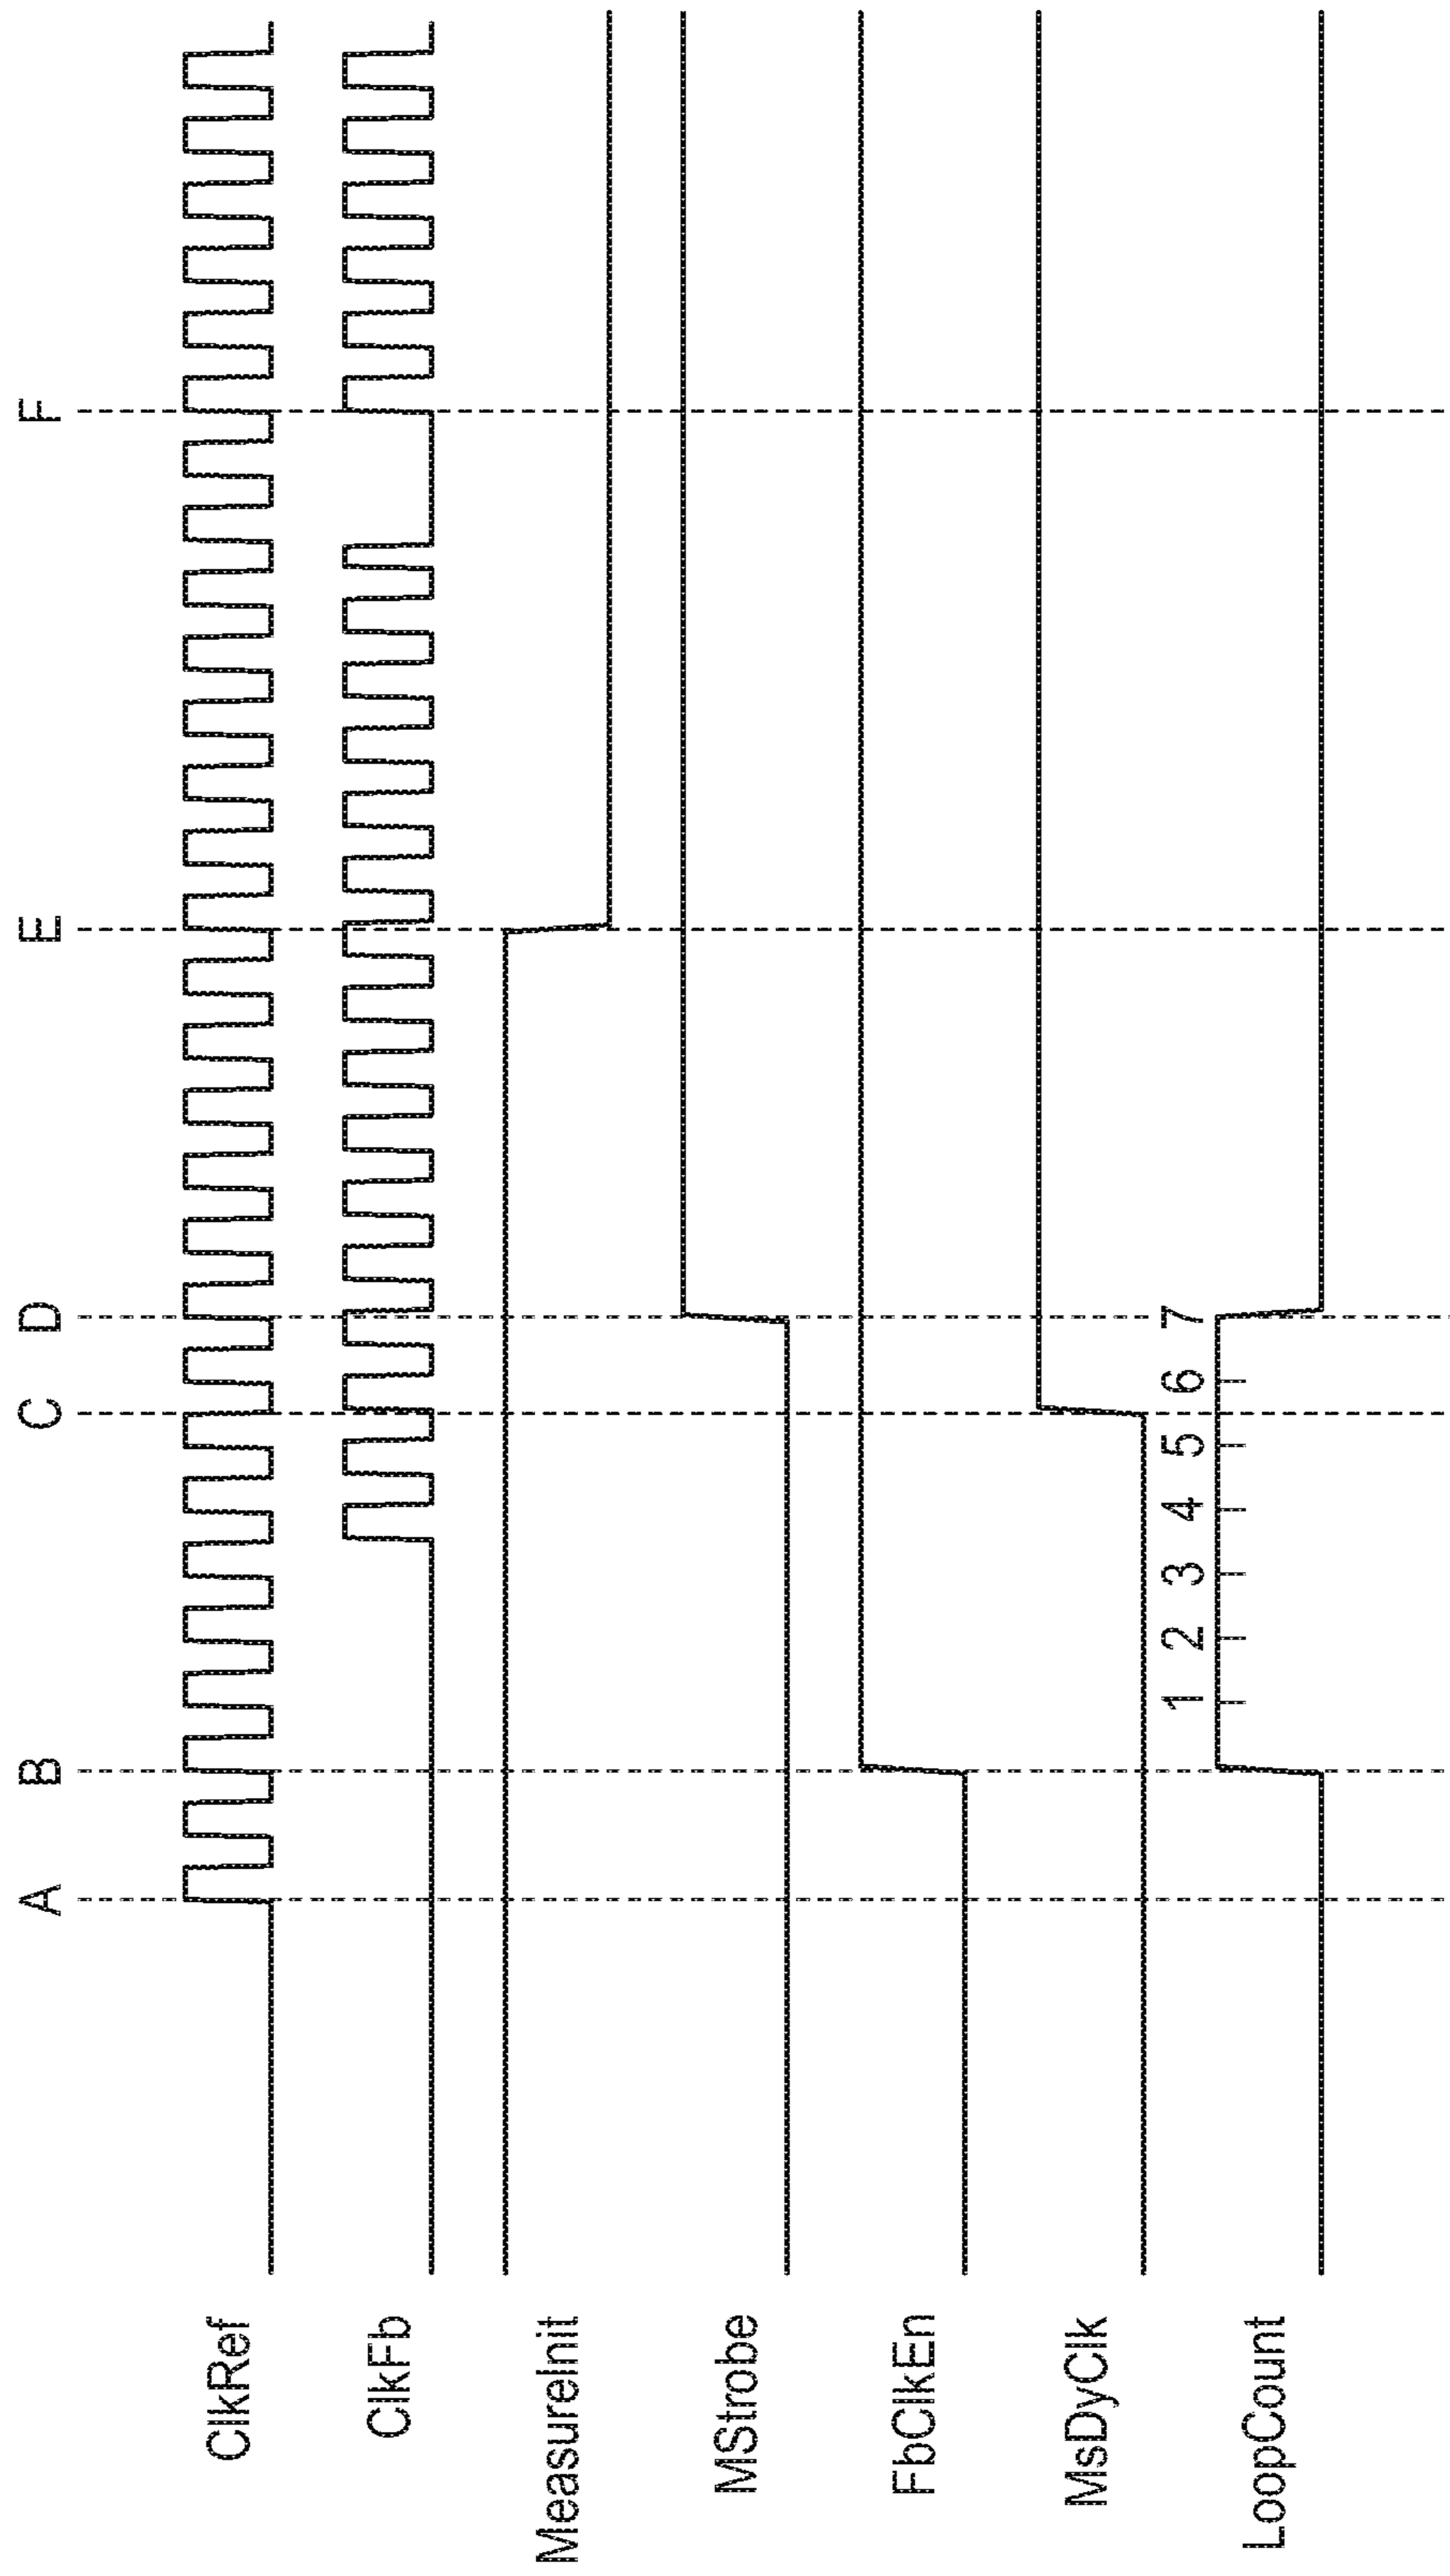 A B C D E F
ClkRef
ClkFb
MeasureInit
MStrobe
FbClkEn
MsDyClk
1 2 3 4 5 6 7
LoopCount